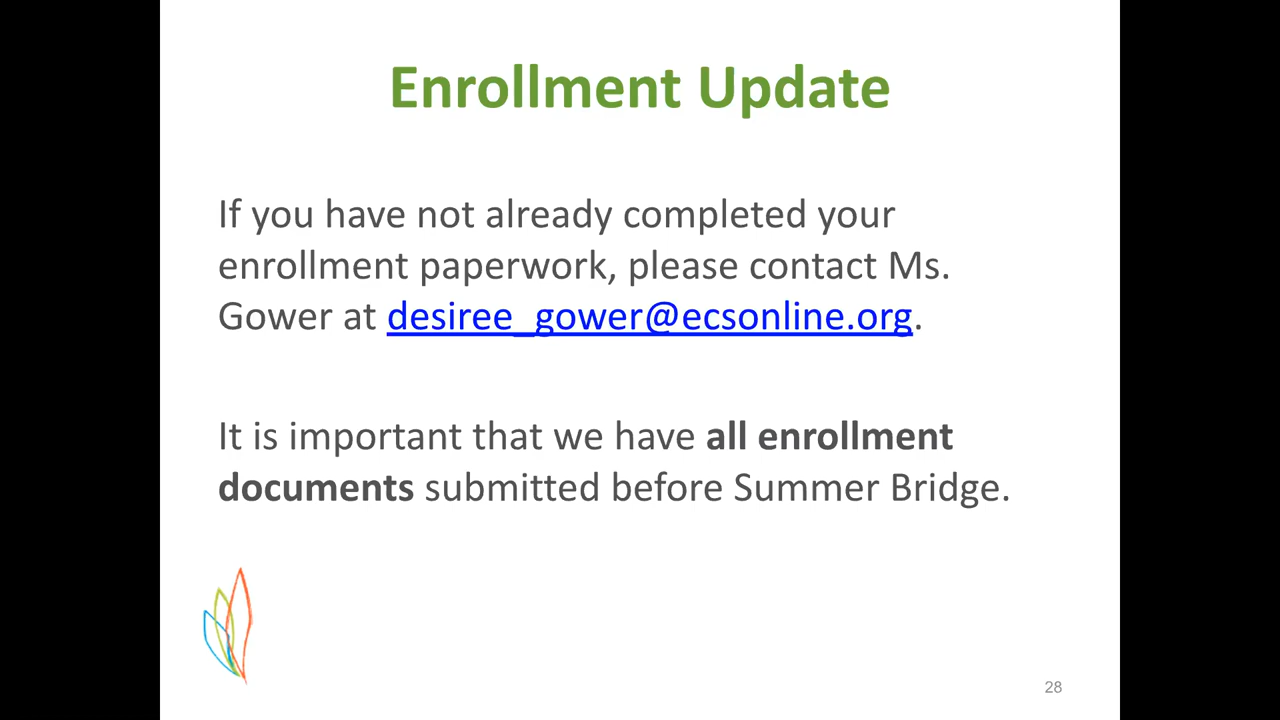 Enrollment Update
If you have not already completed your
enrollment paperwork, please contact Ms.
Gower at desiree_gower@ecsonline.org.
It is important that we have all enrollment
documents submitted before Summer Bridge.
28